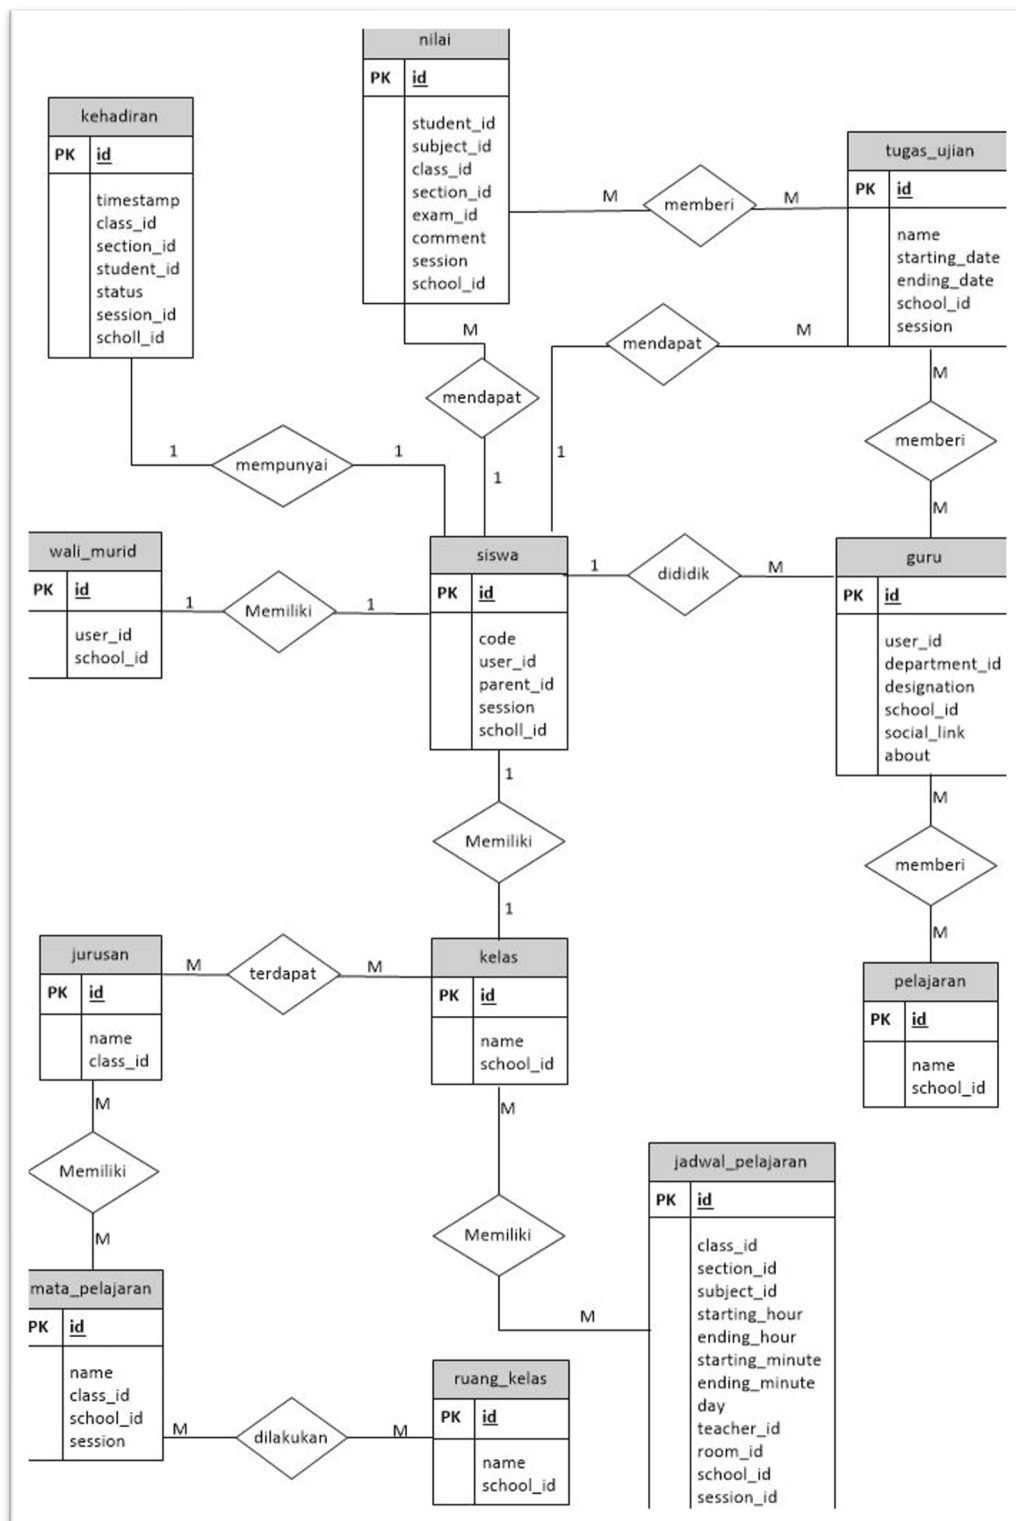 nilai
PK id
student_id
subject_id
class_id
section_id
exam_id
comment
session
school_id
kehadiran
PK id
timestamp
class_id
section_id
student_id
status
session_id
scholl_id
tugas_ujian
PK id
name
starting_date
ending_date
school_id
session
M memberi M
M
mendapat
1
mendapat M
1
M
memberi
M
1 mempunyai 1
wali_murid
PK id
user_id
school_id
1 Memiliki 1
siswa
PK id
code
user_id
parent_id
session
scholl_id
1 dididik M
guru
PK id
user_id
department_id
designation
school_id
social_link
about
1
Memiliki
1
M
memberi
M
jurusan
PK id
name
class_id
M terdapat M
kelas
PK id
name
school_id
pelajaran
PK id
name
school_id
M
Memiliki
M
M
Memiliki
M
jadwal_pelajaran
PK id
class_id
section_id
subject_id
starting_hour
ending_hour
starting_minute
ending_minute
day
teacher_id
room_id
school_id
session_id
mata_pelajaran
PK id
name
class_id
school_id
session
M dilakukan M
ruang_kelas
PK id
name
school_id